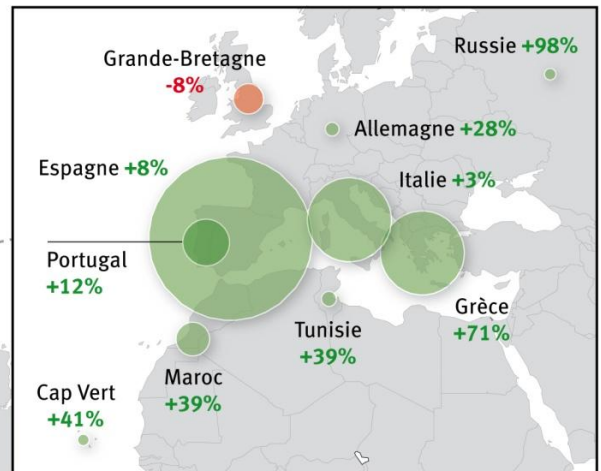 Russie +98%
Grande-Bretagne
-8%
Allemagne +28%
Espagne +8%
Italie +3%
Portugal
+12%
Grèce
+71%
Tunisie
+39%
Maroc
+39%
Cap Vert
+41%